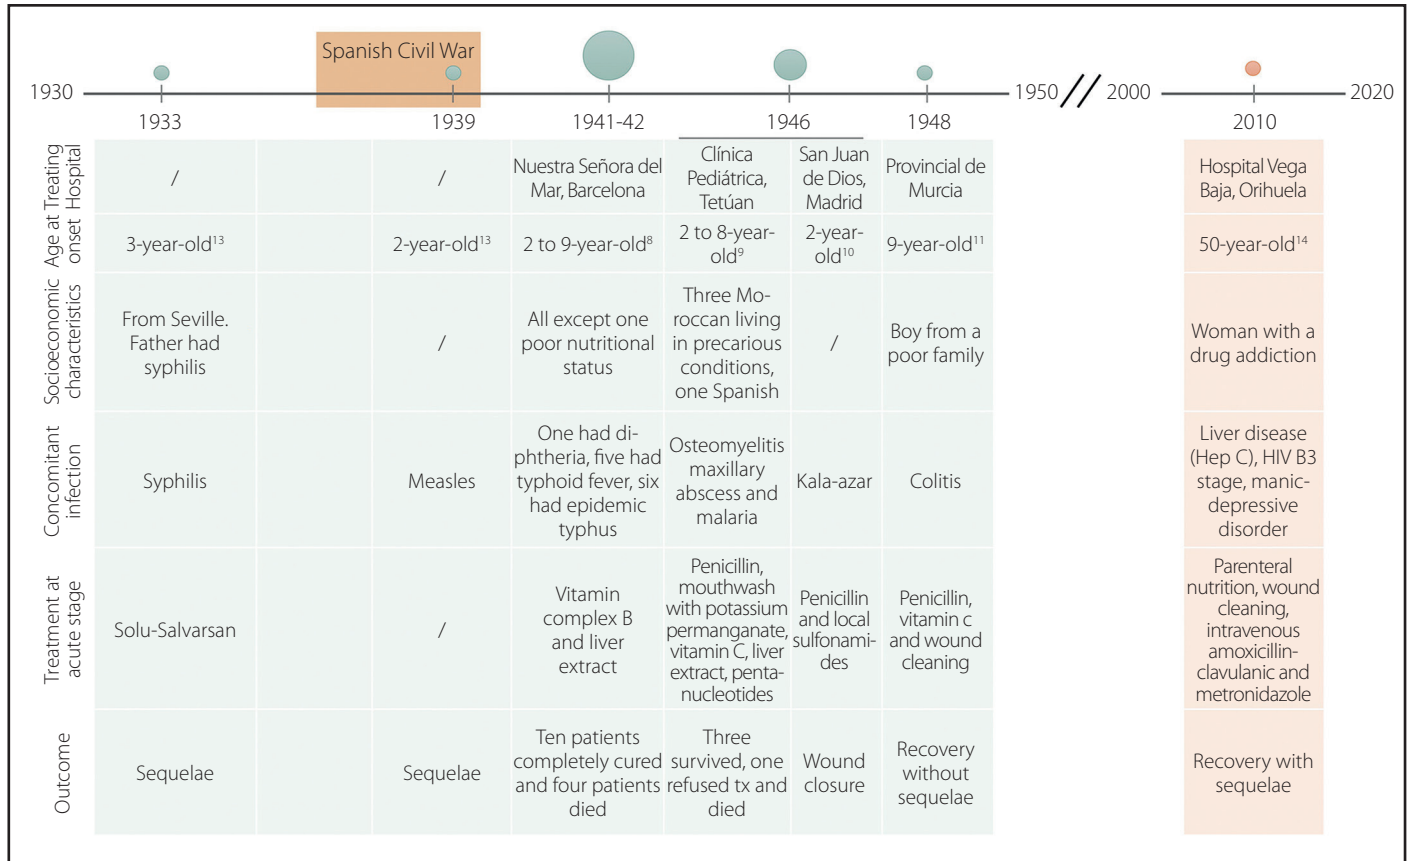 Spanish Civil War
1930
1950
2000
2020
1933
1939
1941-42
1946
1948
2010
Treating
Hospital
/
/
Nuestra Señora del
Mar, Barcelona
Clínica
Pediátrica,
Tetúan
San Juan
de Dios,
Madrid
Provincial de
Murcia
Hospital Vega
Baja, Orihuela
Age at
onset
3-year-old13
2-year-old13
2 to 9-year-old8
2 to 8-year-
old9
2-year-
old10
9-year-old11
50-year-old14
Socioeconomic
characteristics
From Seville.
Father had
syphilis
/
All except one
poor nutritional
status
Three Mo-
roccan living
in precarious
conditions,
one Spanish
/
Boy from a
poor family
Woman with a
drug addiction
Concomitant
infection
Syphilis
Measles
One had di-
phtheria, five had
typhoid fever, six
had epidemic
typhus
Osteomyelitis
maxillary
abscess and
malaria
Kala-azar
Colitis
Liver disease
(Hep C), HIV B3
stage, manic-
depressive
disorder
Treatment at
acute stage
Solu-Salvarsan
/
Vitamin
complex B
and liver
extract
Penicillin,
mouthwash
with potassium
permanganate,
vitamin C, liver
extract, penta-
nucleotides
Penicillin
and local
sulfonami-
des
Penicillin,
vitamin c
and wound
cleaning
Parenteral
nutrition, wound
cleaning,
intravenous
amoxicillin-
clavulanic and
metronidazole
Outcome
Sequelae
Sequelae
Ten patients
completely cured
and four patients
died
Three
survived, one
refused tx and
died
Wound
closure
Recovery
without
sequelae
Recovery with
sequelae